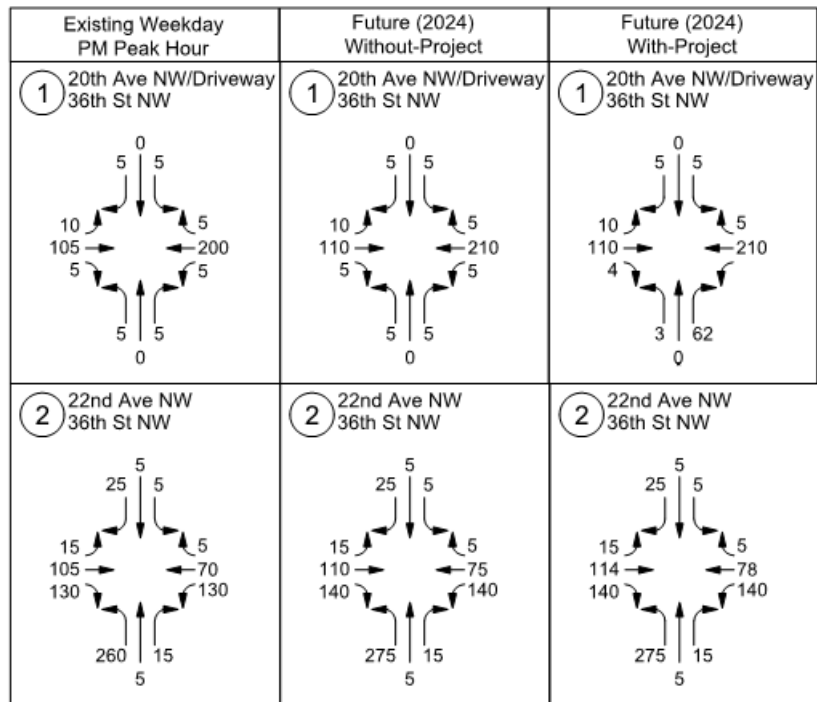 Existing Weekday
PM Peak Hour
Future (2024)
Without-Project
Future (2024)
With-Project
1
20th Ave NW/Driveway
36th St NW
0
5 5
10 5
105 200
5 5
5 5
0
1
20th Ave NW/Driveway
36th St NW
0
5 5
10 5
110 210
5 5
5 5
0
1
20th Ave NW/Driveway
36th St NW
0
5 5
10 5
110 210
4
3 62
0
2
22nd Ave NW
36th St NW
5
25 5
15 5
105 70
130 130
260 15
5
2
22nd Ave NW
36th St NW
5
25 5
15 5
110 75
140 140
275 15
5
2
22nd Ave NW
36th St NW
5
25 5
15 5
114 78
140 140
275 15
5